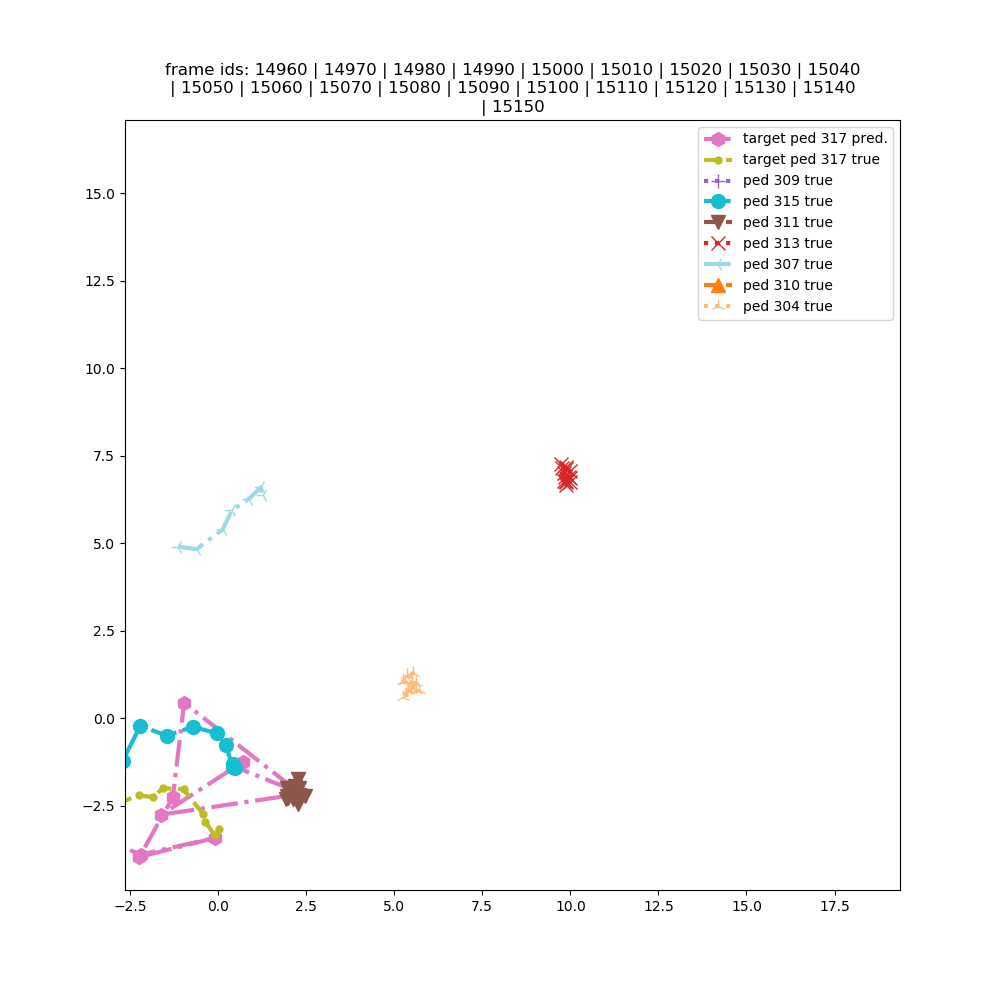 frame ids: 14960 | 14970 | 14980 | 14990 | 15000 | 15010 | 15020 | 15030 | 15040
| 15050 | 15060 | 15070 | 15080 | 15090 | 15100 | 15110 | 15120 | 15130 | 15140
| 15150
target ped 317 pred.
target ped 317 true
ped 309 true
ped 315 true
ped 311 true
ped 313 true
ped 307 true
ped 310 true
ped 304 true
15.0
12.5
10.0
7.5
5.0
2.5
0.0
−2.5
−2.5 0.0 2.5 5.0 7.5 10.0 12.5 15.0 17.5